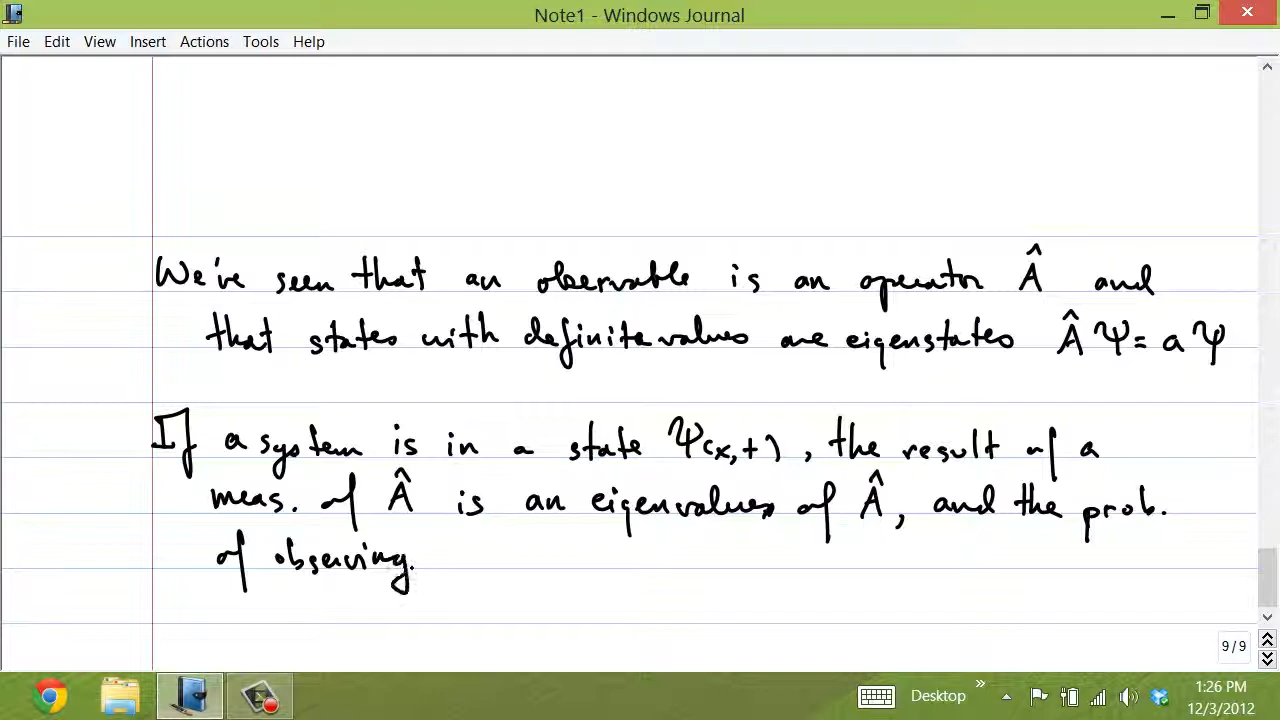 Note1 - Windows Journal
File Edit View Insert Actions Tools Help
We've seen that an observable is an operator Â and
that states with definite values are eigenstates ÂΨ = aΨ
If a system is in a state Ψ(x,t), the result of a
meas. of Â is an eigenvalues of Â, and the prob.
of observing
9/9
Desktop
1:26 PM
12/3/2012